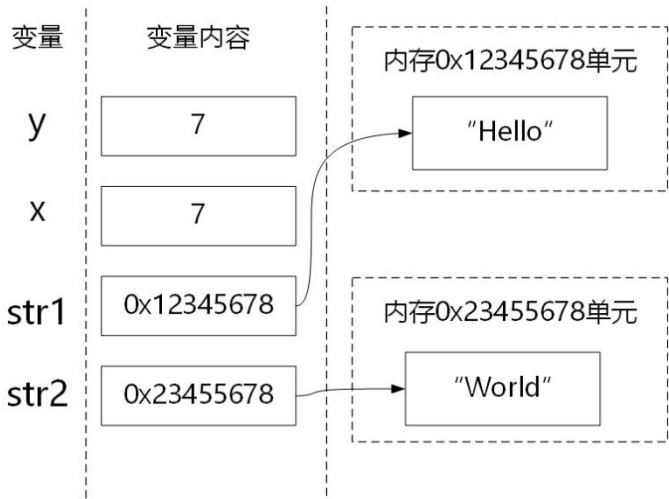 变量 变量内容
内存0x12345678单元
y 7 "Hello"
x 7
str1 0x12345678
内存0x23455678单元
str2 0x23455678 "World"